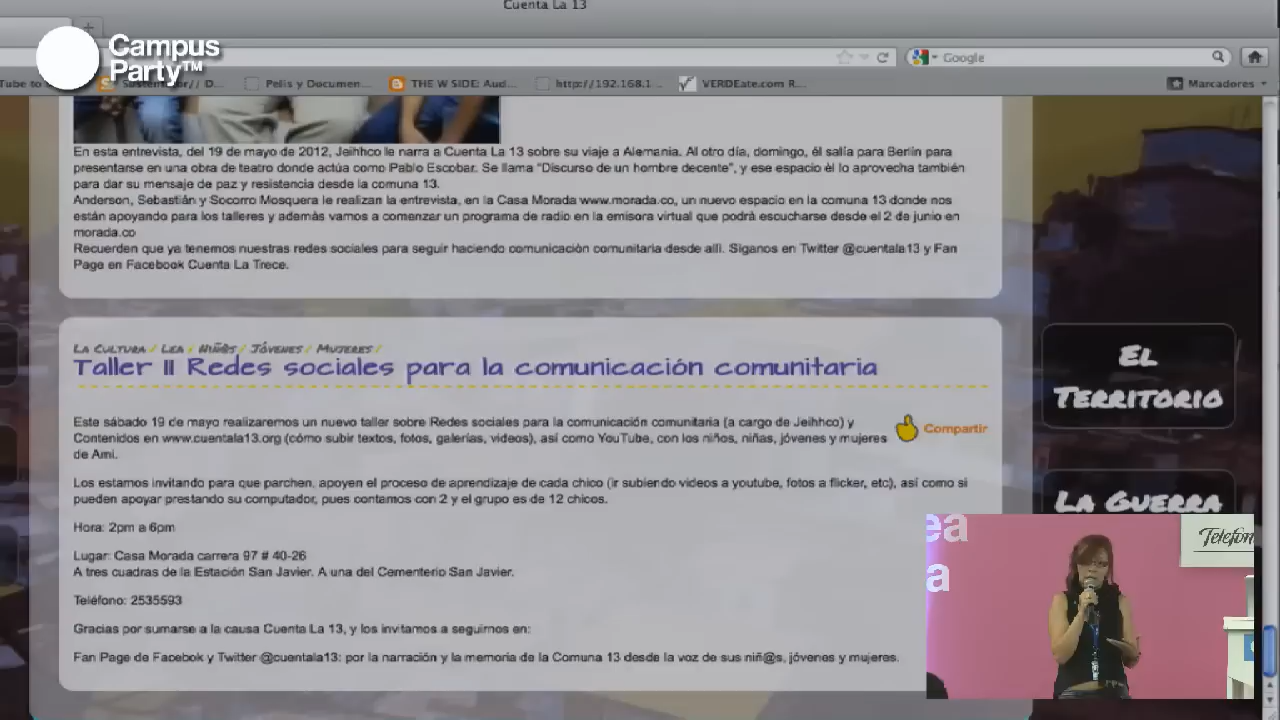 Cuenta La 13
Campus
Party™
Google
Tube to
Pelis y Documen...
THE W SIDE: Aud...
http://192.168.1...
VERDEate.com R...
Marcadores
En esta entrevista, del 19 de mayo de 2012, Jeihhco le narra a Cuenta La 13 sobre su viaje a Alemania. Al otro día, domingo, él salía para Berlín para
presentarse en una obra de teatro donde actúa como Pablo Escobar. Se llama "Discurso de un hombre decente", y ese espacio él lo aprovecha también
para dar su mensaje de paz y resistencia desde la comuna 13.
Anderson, Sebastián y Socorro Mosquera le realizan la entrevista, en la Casa Morada www.morada.co, un nuevo espacio en la comuna 13 donde nos
están apoyando para los talleres y además vamos a comenzar un programa de radio en la emisora virtual que podrá escucharse desde el 2 de junio en
morada.co
Recuerden que ya tenemos nuestras redes sociales para seguir haciendo comunicación comunitaria desde allí. Síganos en Twitter @cuentala13 y Fan
Page en Facebook Cuenta La Trece.
La Cultura / Lea / Niñ@s / Jóvenes / Mujeres /
Taller II Redes sociales para la comunicación comunitaria
Este sábado 19 de mayo realizaremos un nuevo taller sobre Redes sociales para la comunicación comunitaria (a cargo de Jeihhco) y
Contenidos en www.cuentala13.org (cómo subir textos, fotos, galerías, videos), así como YouTube, con los niños, niñas, jóvenes y mujeres
de Ami.
Compartir
Los estamos invitando para que parchen, apoyen el proceso de aprendizaje de cada chico (ir subiendo videos a youtube, fotos a flicker, etc), así como si
pueden apoyar prestando su computador, pues contamos con 2 y el grupo es de 12 chicos.
Hora: 2pm a 6pm
Lugar: Casa Morada carrera 97 # 40-26
A tres cuadras de la Estación San Javier. A una del Cementerio San Javier.
Teléfono: 2535593
Gracias por sumarse a la causa Cuenta La 13, y los invitamos a seguirnos en:
Fan Page de Facebok y Twitter @cuentala13: por la narración y la memoria de la Comuna 13 desde la voz de sus niñ@s, jóvenes y mujeres.
El
Territorio
La Guerra
ea
a
Telefón